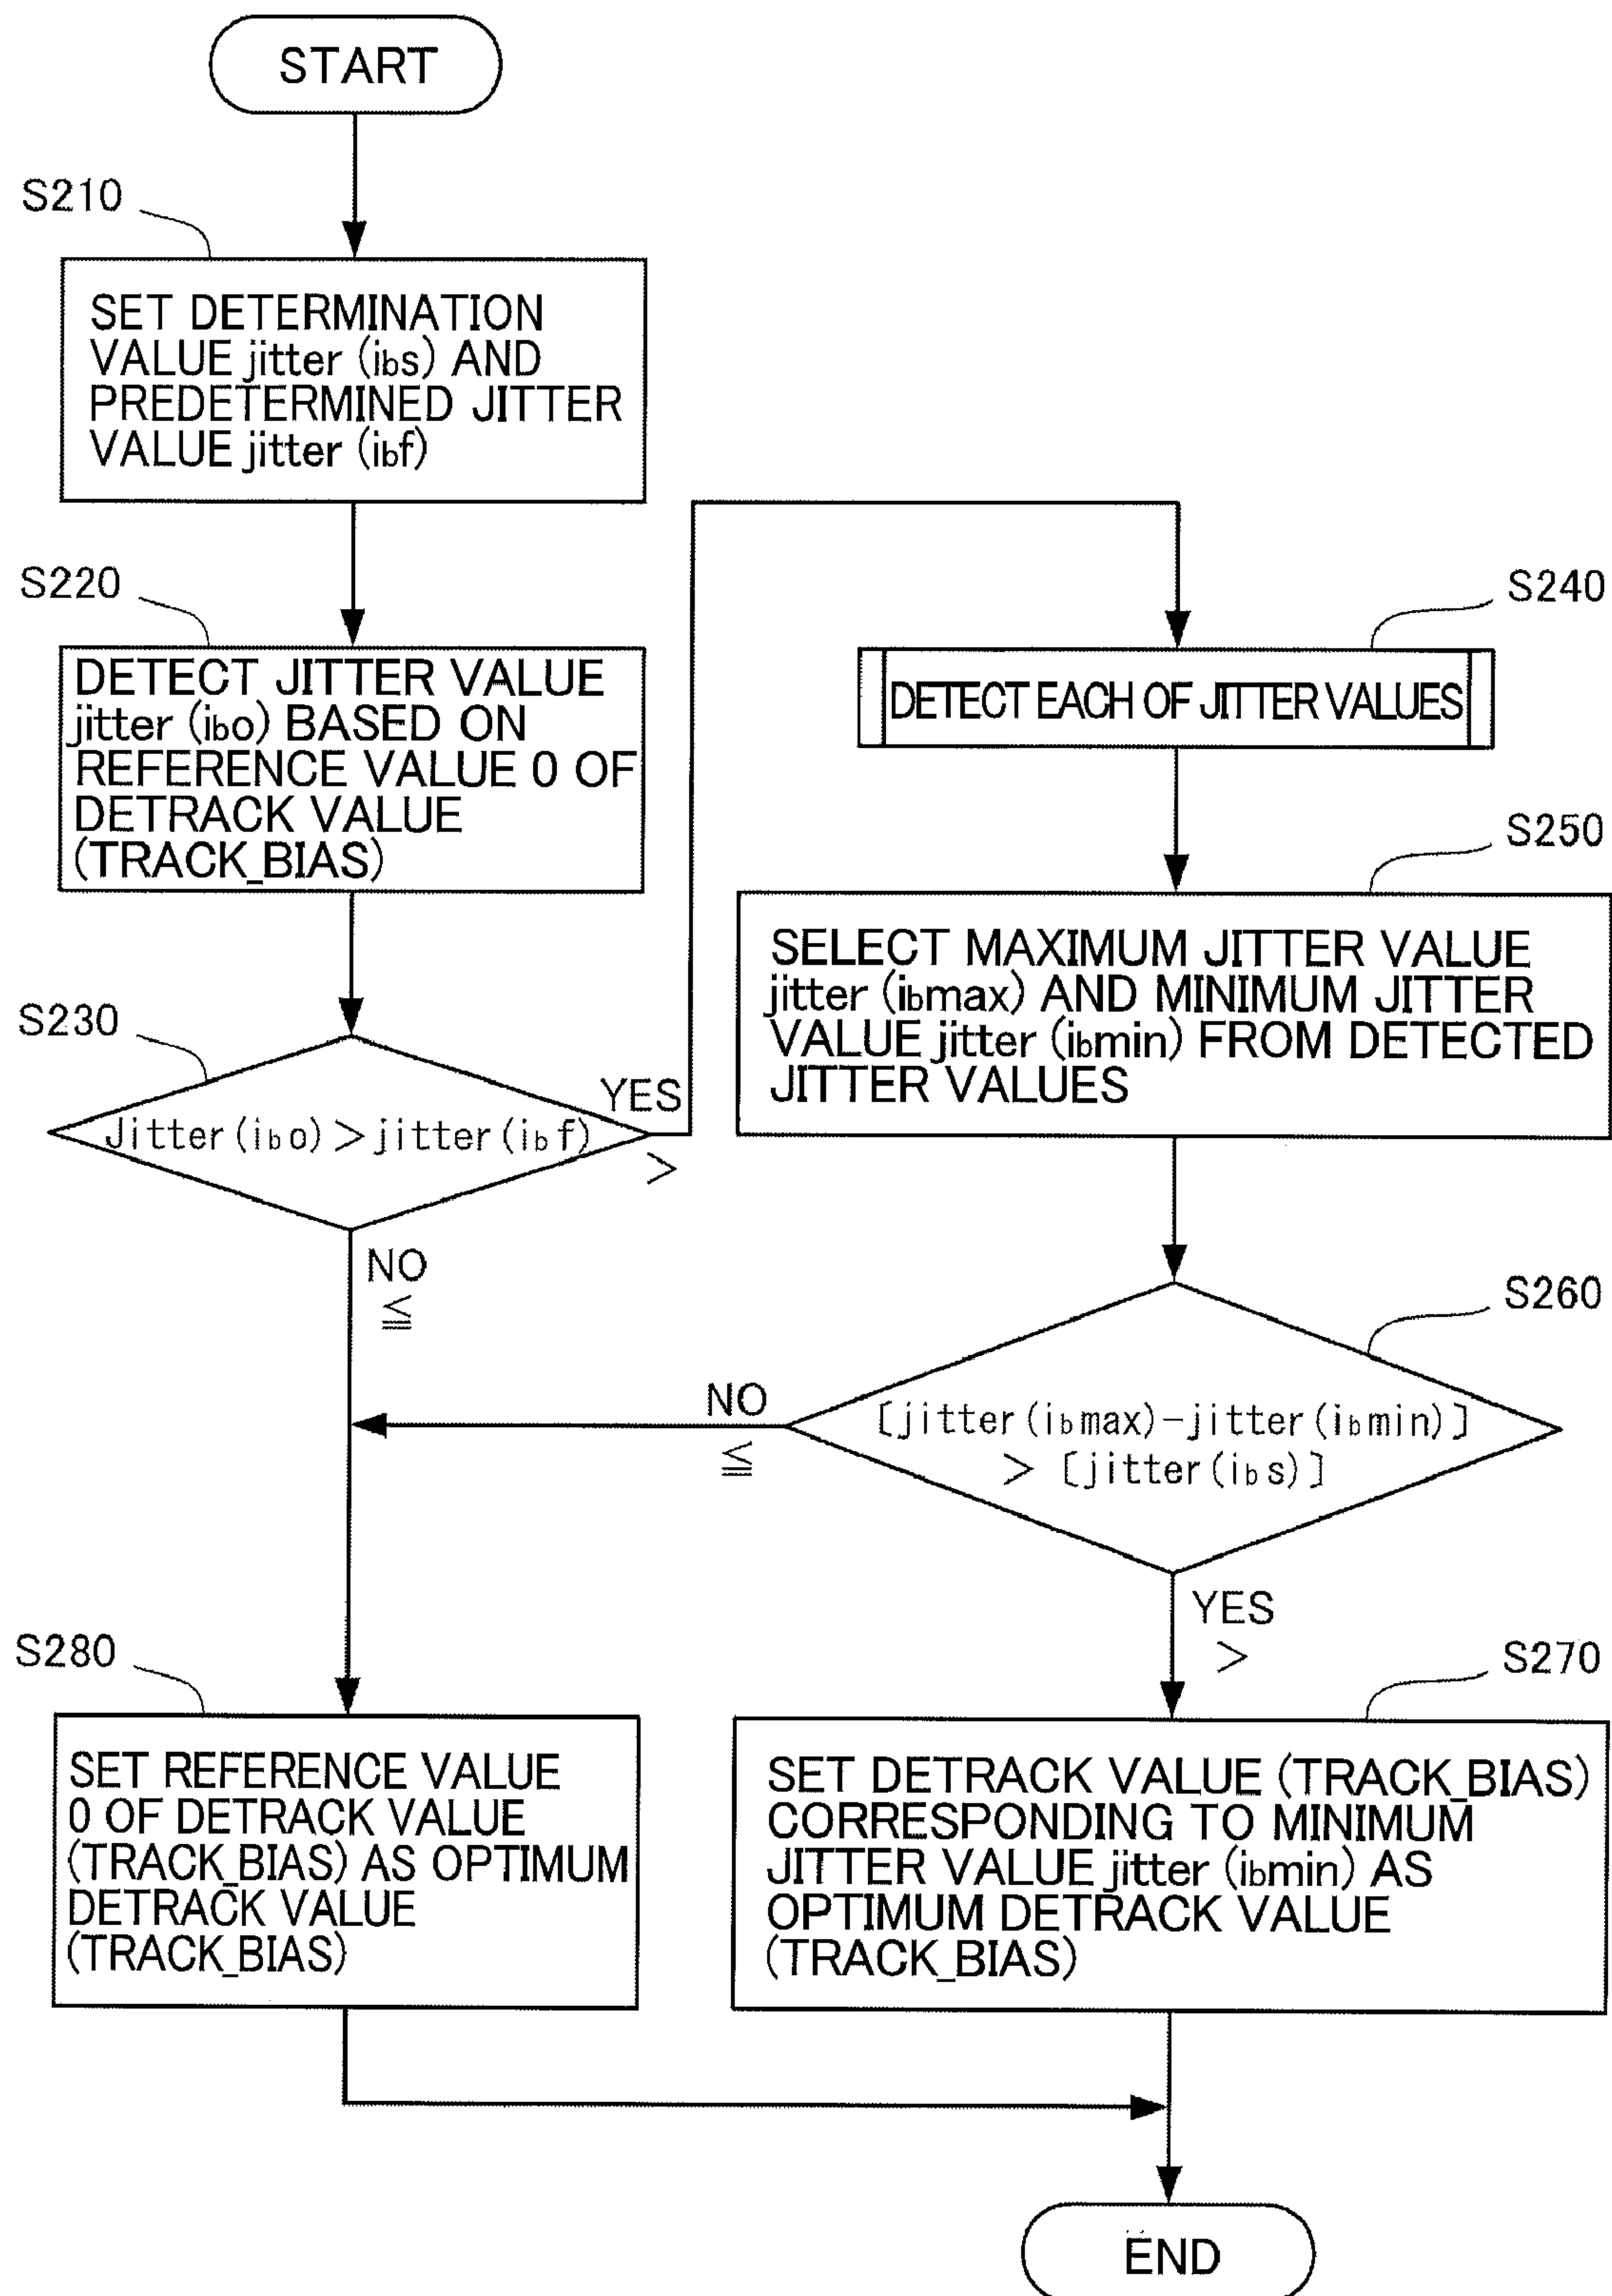 START
S210
SET DETERMINATION
VALUE jitter (ibs) AND
PREDETERMINED JITTER
VALUE jitter (ibf)
S220
DETECT JITTER VALUE
jitter (ibo) BASED ON
REFERENCE VALUE 0 OF
DETRACK VALUE
(TRACK_BIAS)
S230
Jitter(ibo)>jitter(ibf)
YES
>
NO
≦
S240
DETECT EACH OF JITTER VALUES
S250
SELECT MAXIMUM JITTER VALUE
jitter (ibmax) AND MINIMUM JITTER
VALUE jitter (ibmin) FROM DETECTED
JITTER VALUES
S260
[jitter(ibmax)-jitter(ibmin)]
> [jitter(ibs)]
NO
≦
YES
>
S270
SET DETRACK VALUE (TRACK_BIAS)
CORRESPONDING TO MINIMUM
JITTER VALUE jitter (ibmin) AS
OPTIMUM DETRACK VALUE
(TRACK_BIAS)
S280
SET REFERENCE VALUE
0 OF DETRACK VALUE
(TRACK_BIAS) AS OPTIMUM
DETRACK VALUE
(TRACK_BIAS)
END